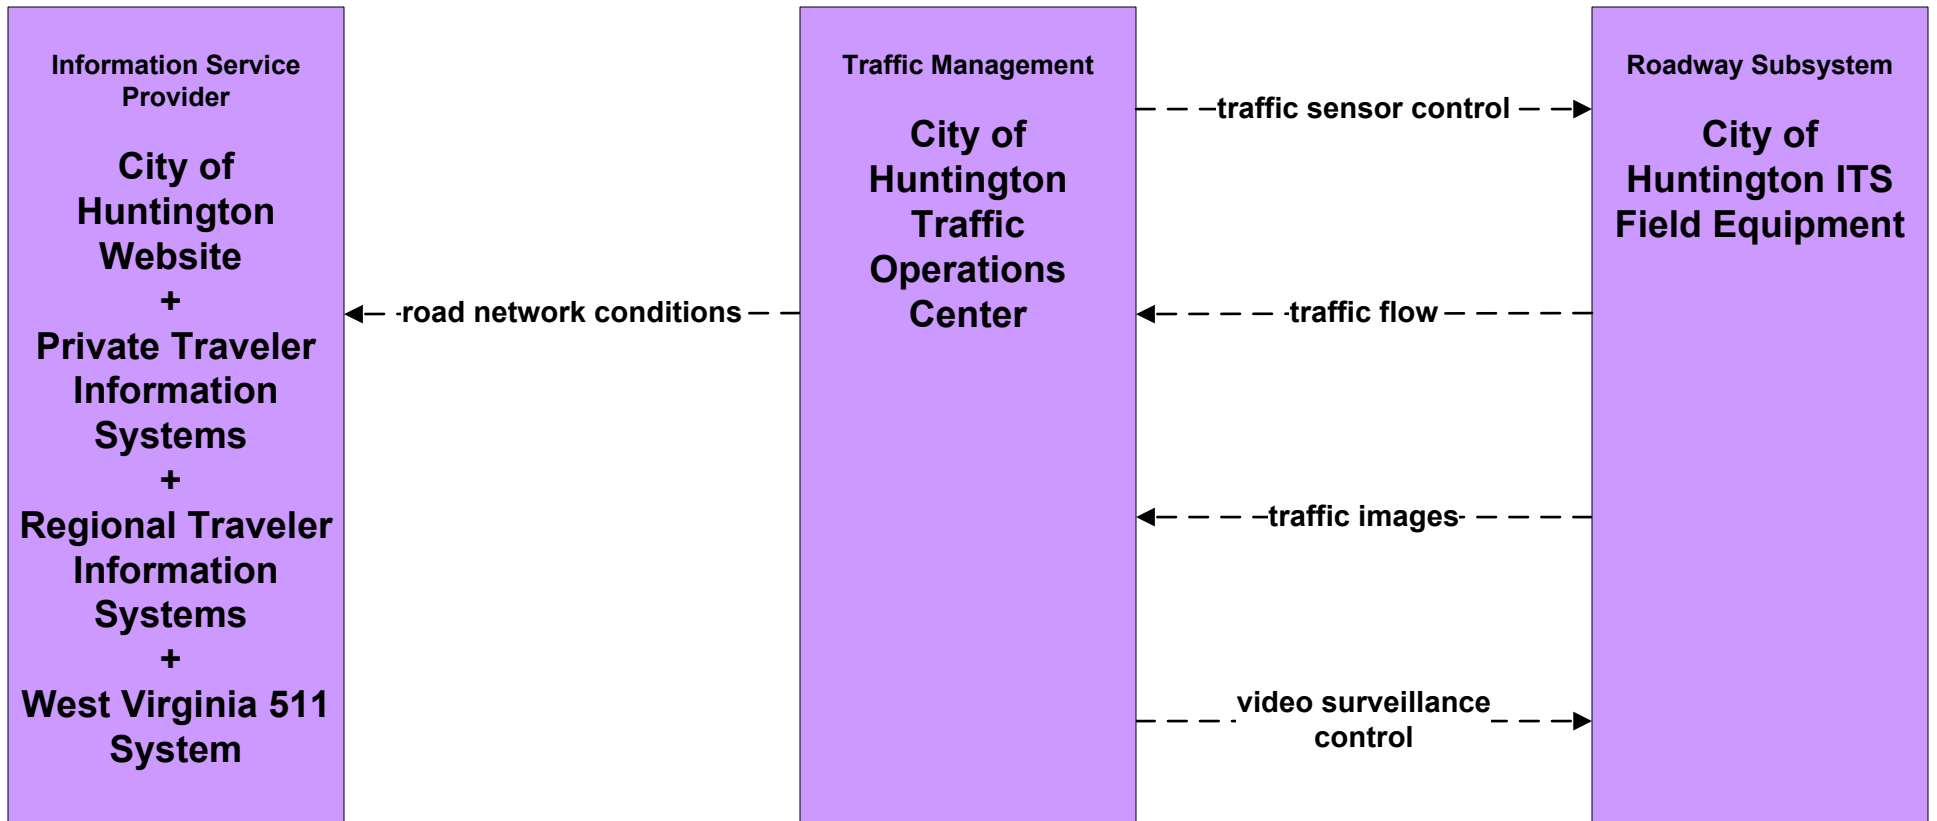 Information Service
Provider
City of
Huntington
Website
+
Private Traveler
Information
Systems
+
Regional Traveler
Information
Systems
+
West Virginia 511
System
road network conditions
Traffic Management
City of
Huntington
Traffic
Operations
Center
traffic sensor control
traffic flow
traffic images
video surveillance
control
Roadway Subsystem
City of
Huntington ITS
Field Equipment